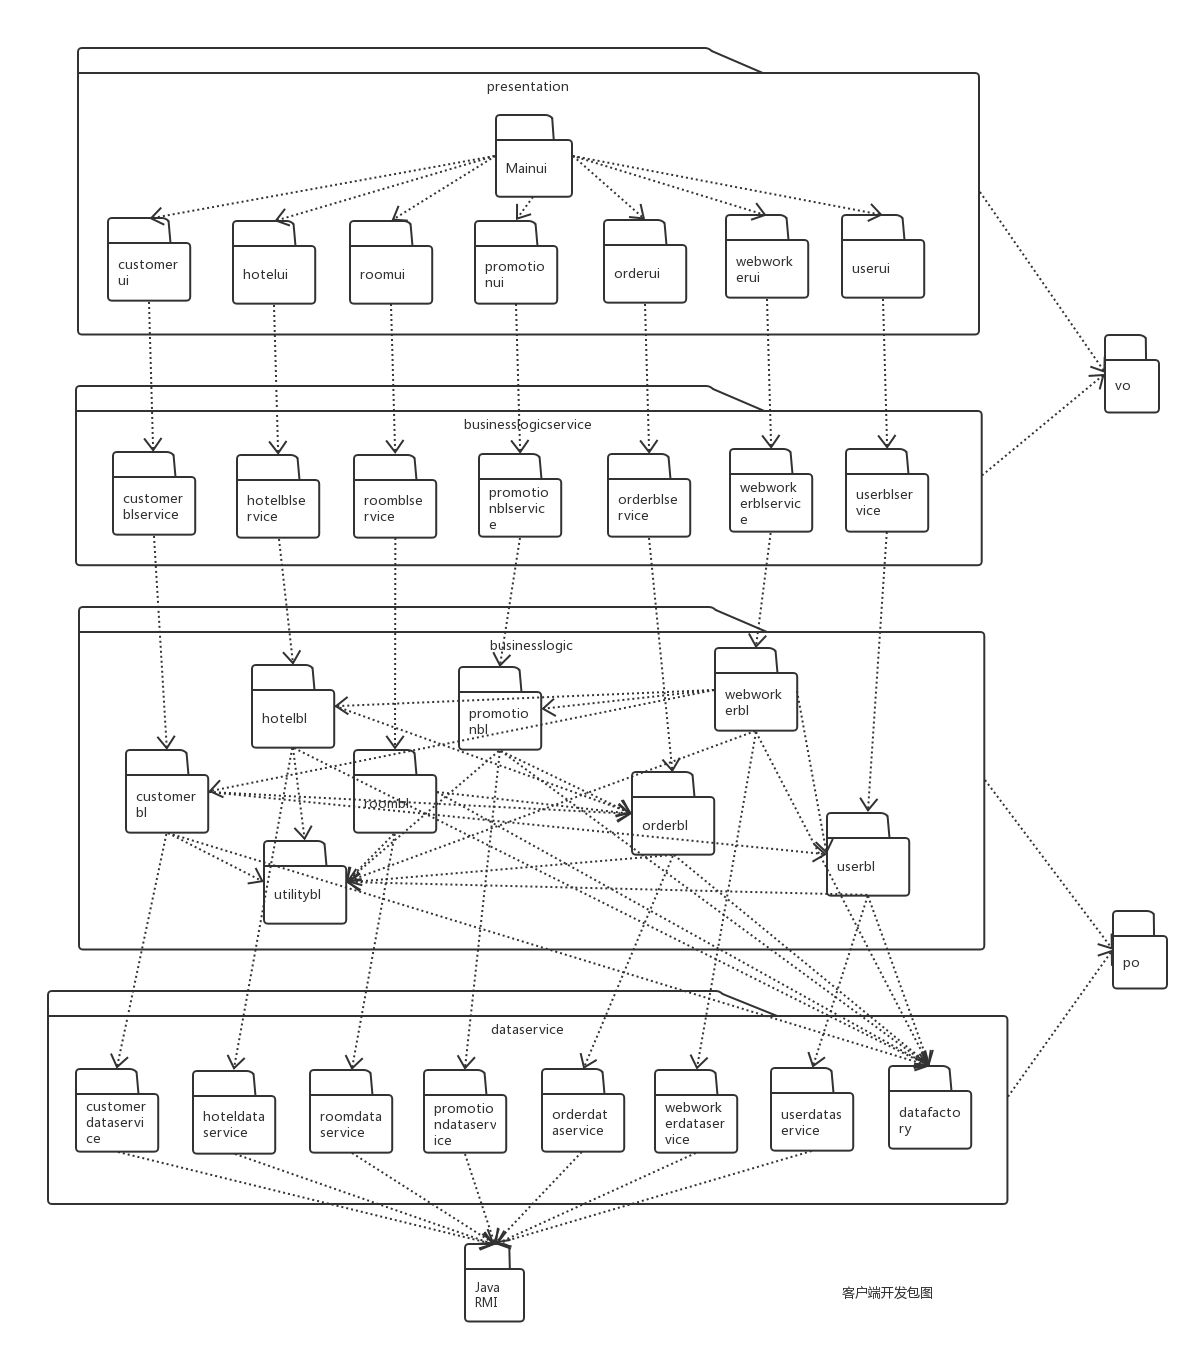 presentation
Mainui
customer
ui
hotelui
roomui
promotio
nui
orderui
webwork
erui
userui
vo
businesslogicservice
customer
blservice
hotelblse
rvice
roomblse
rvice
promotio
nblservic
e
orderblse
rvice
webwork
erblservic
e
userblser
vice
businesslogic
hotelbl
promotio
nbl
webwork
erbl
customer
bl
roombl
orderbl
userbl
utilitybl
po
dataservice
customer
dataservi
ce
hoteldata
service
roomdata
service
promotio
ndataserv
ice
orderdat
aservice
webwork
erdataser
vice
userdatas
ervice
datafacto
ry
Java
RMI
客户端开发包图